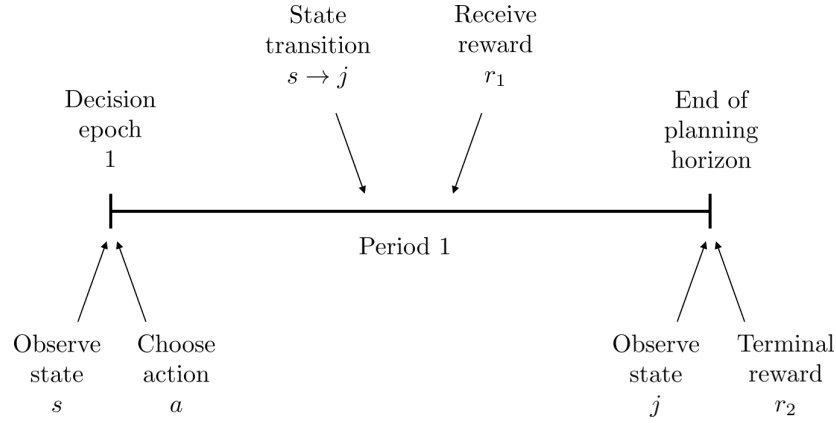 State
transition
s → j
Receive
reward
r₁
Decision
epoch
1
End of
planning
horizon
Period 1
Observe
state
s
Choose
action
a
Observe
state
j
Terminal
reward
r₂